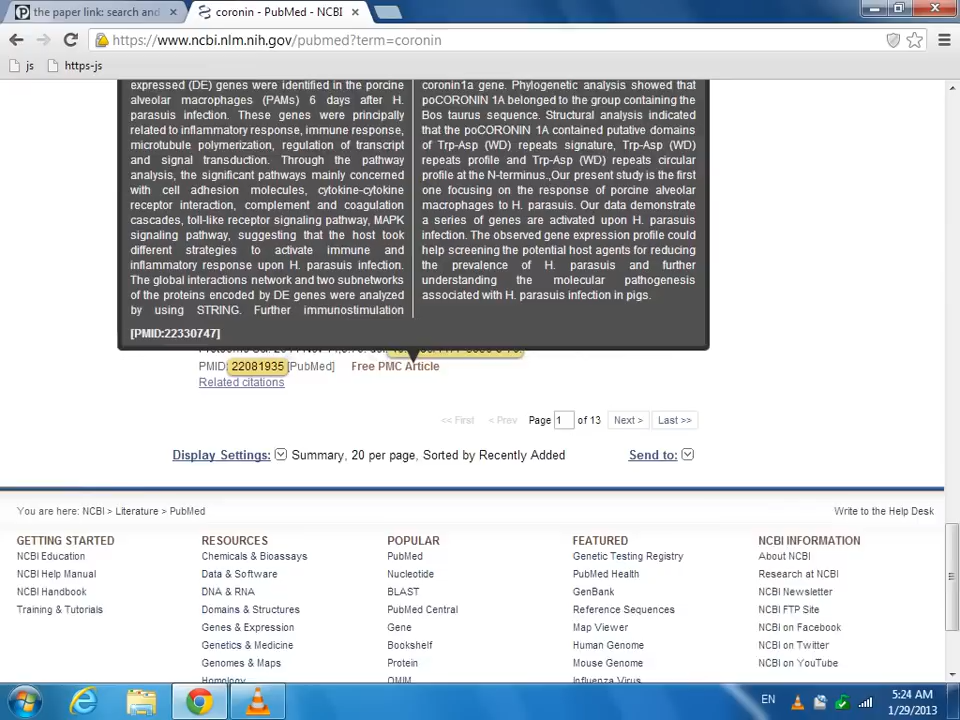 the paper link: search and
coronin - PubMed - NCBI
https://www.ncbi.nlm.nih.gov/pubmed?term=coronin
js
https-js
expressed (DE) genes were identified in the porcine
alveolar macrophages (PAMs) 6 days after H.
parasuis infection. These genes were principally
related to inflammatory response, immune response,
microtubule polymerization, regulation of transcript
and signal transduction. Through the pathway
analysis, the significant pathways mainly concerned
with cell adhesion molecules, cytokine-cytokine
receptor interaction, complement and coagulation
cascades, toll-like receptor signaling pathway, MAPK
signaling pathway, suggesting that the host took
different strategies to activate immune and
inflammatory response upon H. parasuis infection.
The global interactions network and two subnetworks
of the proteins encoded by DE genes were analyzed
by using STRING. Further immunostimulation
coronin1a gene. Phylogenetic analysis showed that
poCORONIN 1A belonged to the group containing the
Bos taurus sequence. Structural analysis indicated
that the poCORONIN 1A contained putative domains
of Trp-Asp (WD) repeats signature, Trp-Asp (WD)
repeats profile and Trp-Asp (WD) repeats circular
profile at the N-terminus.,Our present study is the first
one focusing on the response of porcine alveolar
macrophages to H. parasuis. Our data demonstrate
a series of genes are activated upon H. parasuis
infection. The observed gene expression profile could
help screening the potential host agents for reducing
the prevalence of H. parasuis and further
understanding the molecular pathogenesis
associated with H. parasuis infection in pigs.
[PMID:22330747]
PMID: 22081935 [PubMed] Free PMC Article
Related citations
<< First < Prev Page 1 of 13 Next > Last >>
Display Settings: Summary, 20 per page, Sorted by Recently Added Send to:
You are here: NCBI > Literature > PubMed
Write to the Help Desk
GETTING STARTED
NCBI Education
NCBI Help Manual
NCBI Handbook
Training & Tutorials
RESOURCES
Chemicals & Bioassays
Data & Software
DNA & RNA
Domains & Structures
Genes & Expression
Genetics & Medicine
Genomes & Maps
Homology
POPULAR
PubMed
Nucleotide
BLAST
PubMed Central
Gene
Bookshelf
Protein
OMIM
FEATURED
Genetic Testing Registry
PubMed Health
GenBank
Reference Sequences
Map Viewer
Human Genome
Mouse Genome
Influenza Virus
NCBI INFORMATION
About NCBI
Research at NCBI
NCBI Newsletter
NCBI FTP Site
NCBI on Facebook
NCBI on Twitter
NCBI on YouTube
EN
5:24 AM
1/29/2013